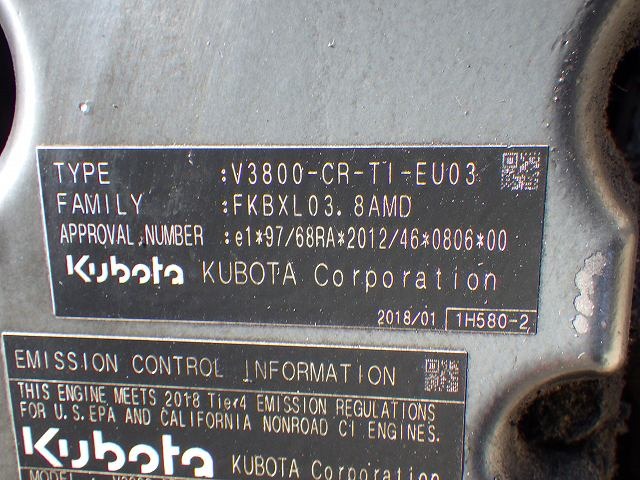 TYPE :V3800-CR-TI-EU03
FAMILY :FKBXL03.8AMD
APPROVAL NUMBER :e1*97/68RA*2012/46*0806*00
Kubota KUBOTA Corporation
2018/01 1H580-2
EMISSION CONTROL INFORMATION
THIS ENGINE MEETS 2018 Tier4 EMISSION REGULATIONS
FOR U.S.EPA AND CALIFORNIA NONROAD CI ENGINES.
Kubota KUBOTA Corporation
MODEL